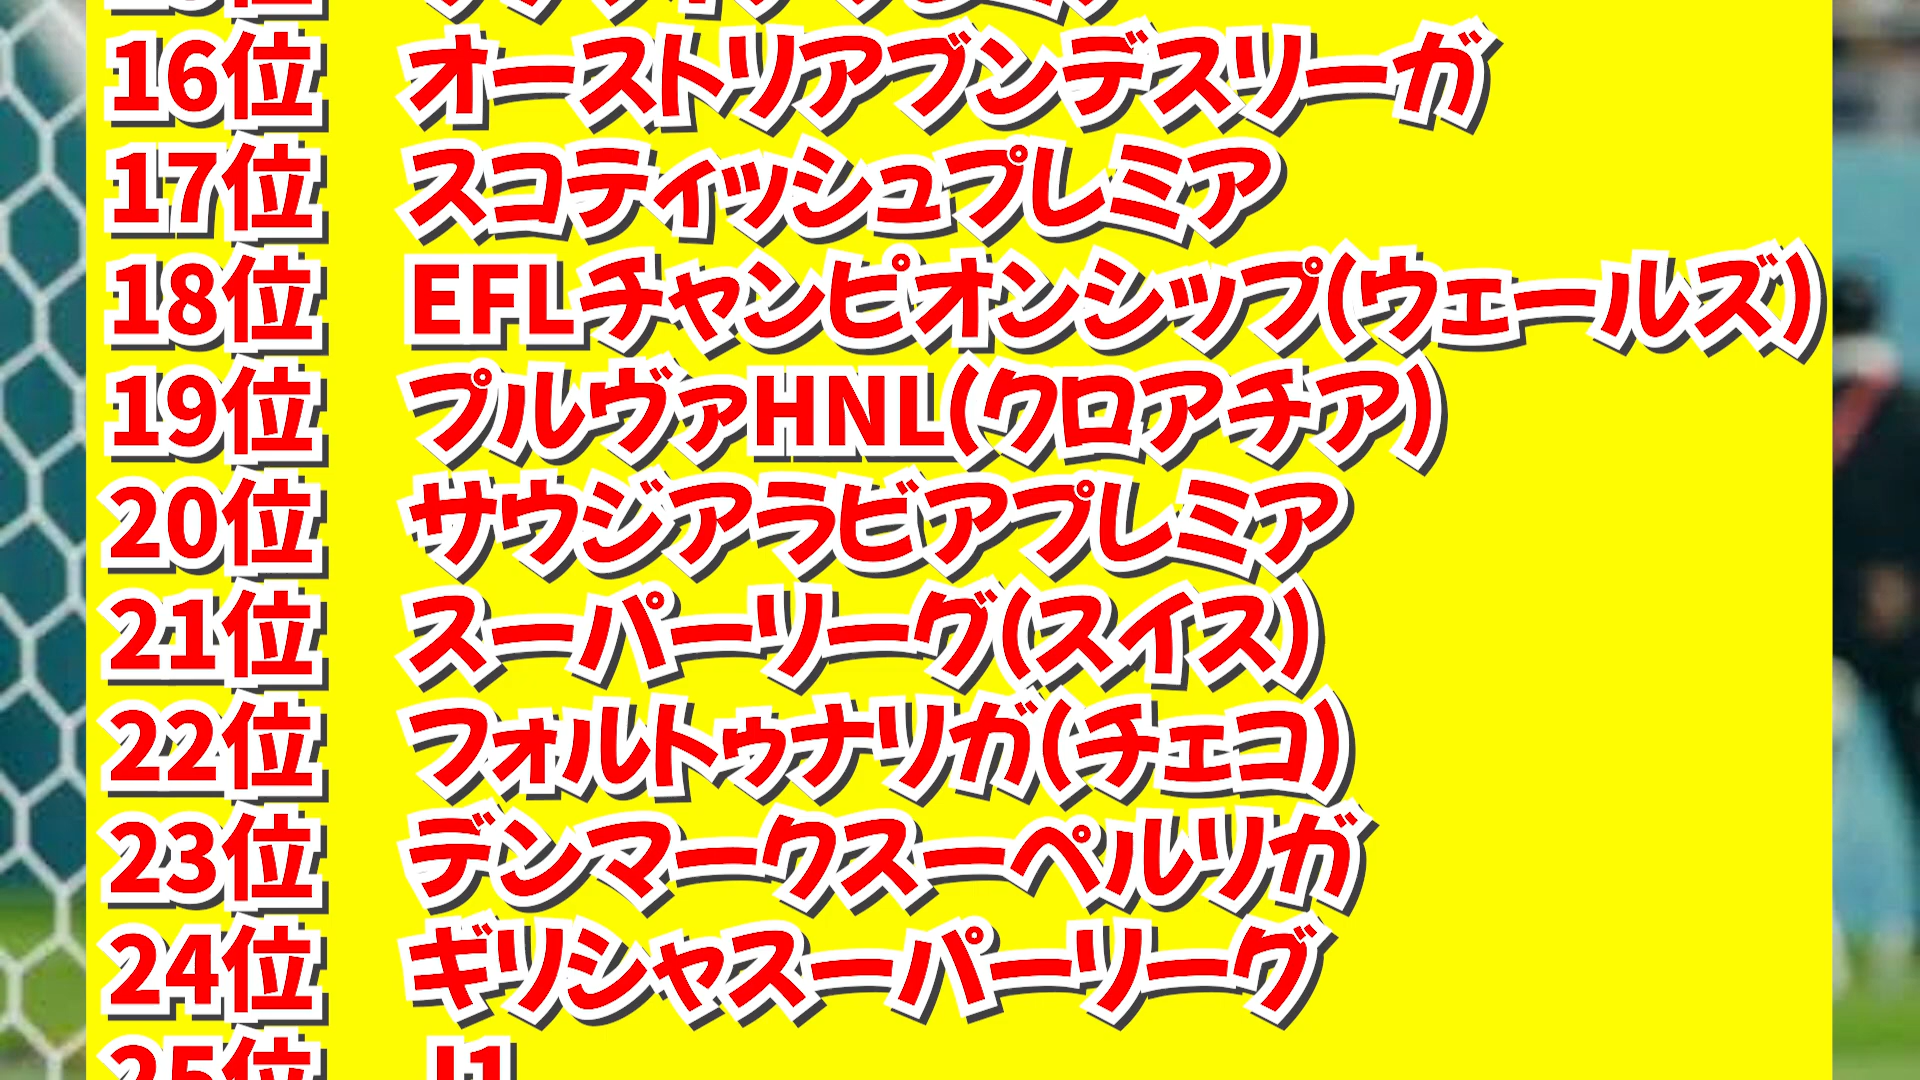 16位 オーストリアブンデスリーガ
17位 スコティッシュプレミア
18位 EFLチャンピオンシップ(ウェールズ)
19位 プルヴァHNL(クロアチア)
20位 サウジアラビアプレミア
21位 スーパーリーグ(スイス)
22位 フォルトゥナリガ(チェコ)
23位 デンマークスーペルリガ
24位 ギリシャスーパーリーグ
25位 J1